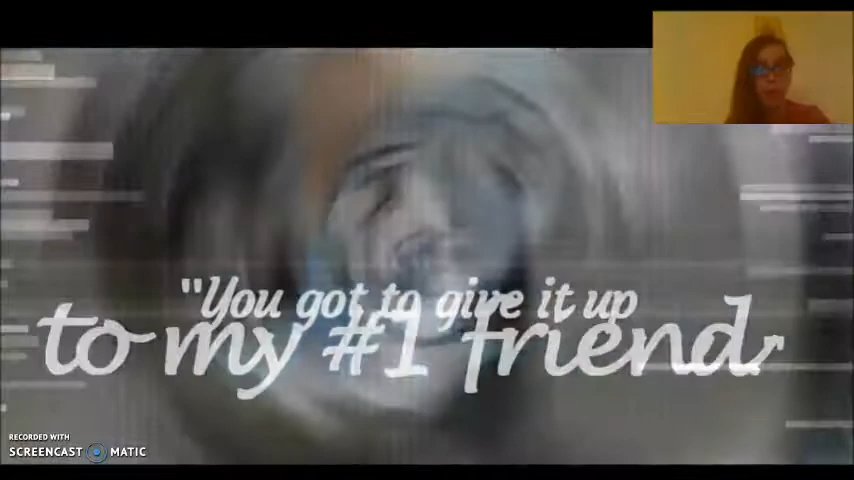 "You got to give it up
to my #1 friend,"
RECORDED WITH
SCREENCAST MATIC